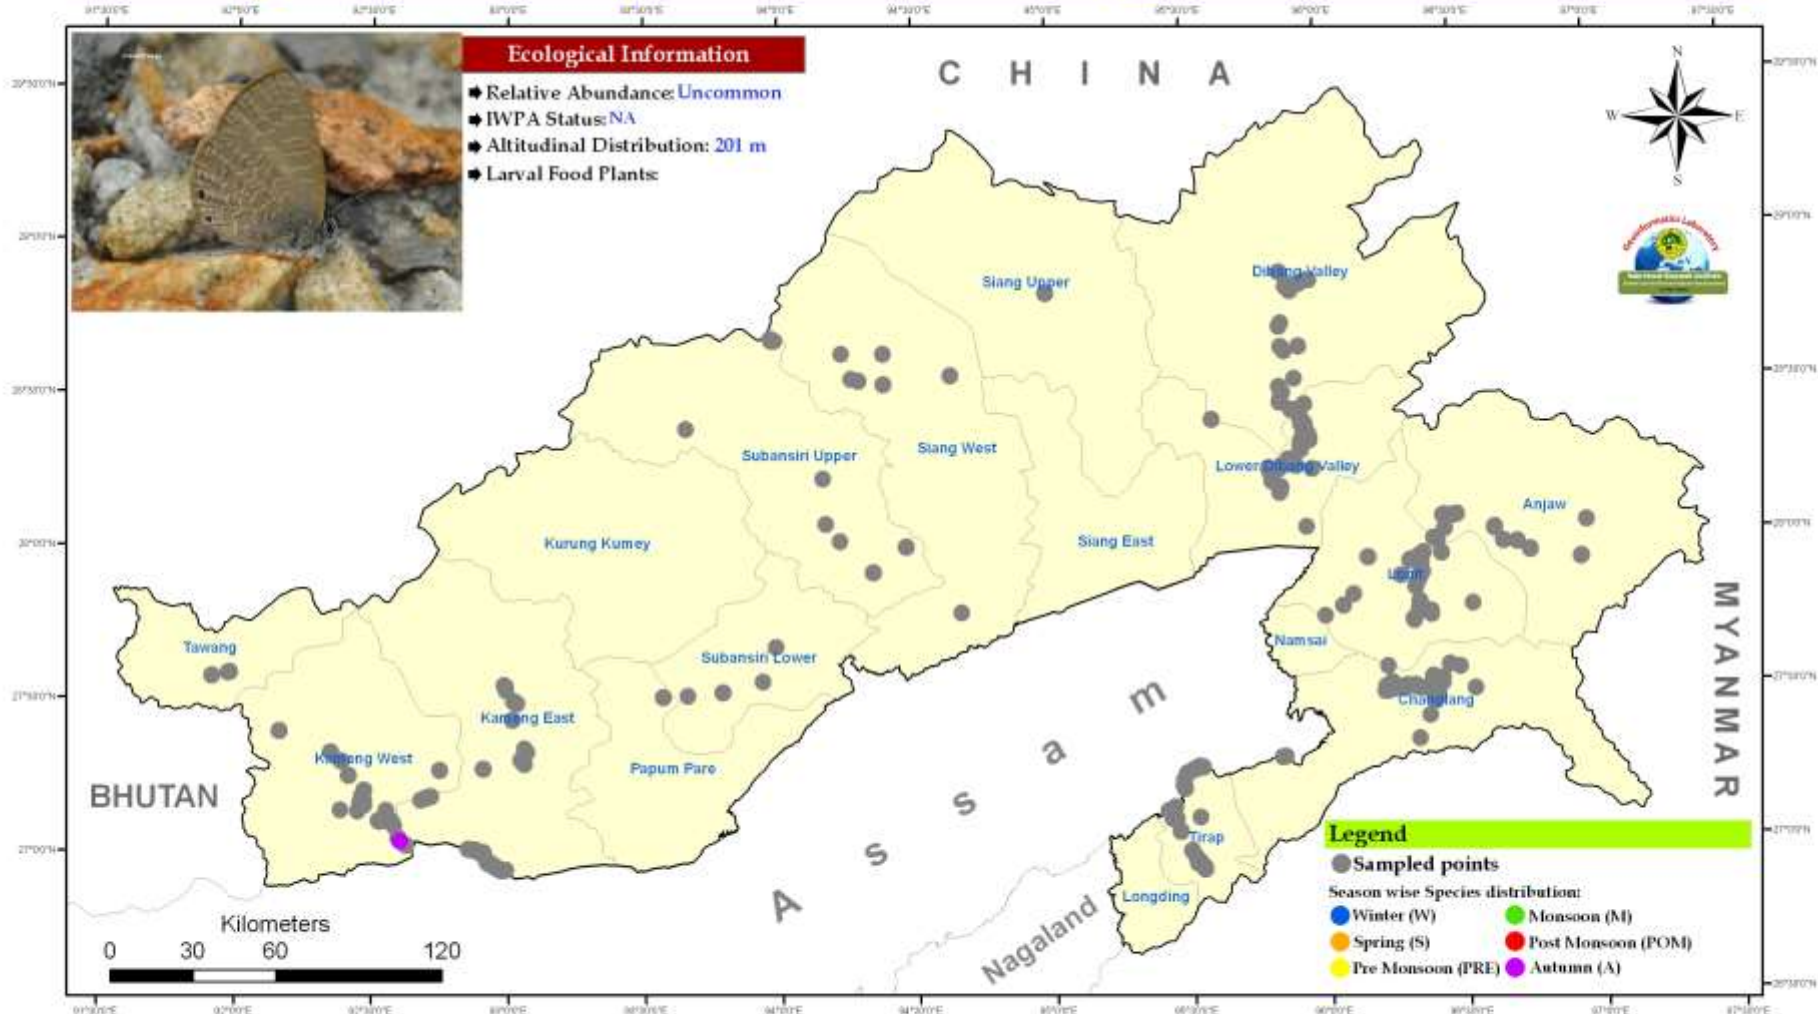 Ecological Information
Relative Abundance: Uncommon
IWPA Status: NA
Altitudinal Distribution: 201 m
Larval Food Plants:
CHINA
N
W E
S
Geoinformatics Laboratory
Siang Upper
Dibang Valley
Subansiri Upper
Siang West
Lower Dibang Valley
Anjaw
Kurung Kumey
Siang East
Lohit
Namsai
Tawang
Subansiri Lower
Changlang
Kameng East
Kameng West
Papum Pare
BHUTAN
Assam
MYANMAR
Tirap
Longding
Nagaland
Kilometers
0 30 60 120
Legend
Sampled points
Season wise Species distribution:
Winter (W)
Monsoon (M)
Spring (S)
Post Monsoon (POM)
Pre Monsoon (PRE)
Autumn (A)